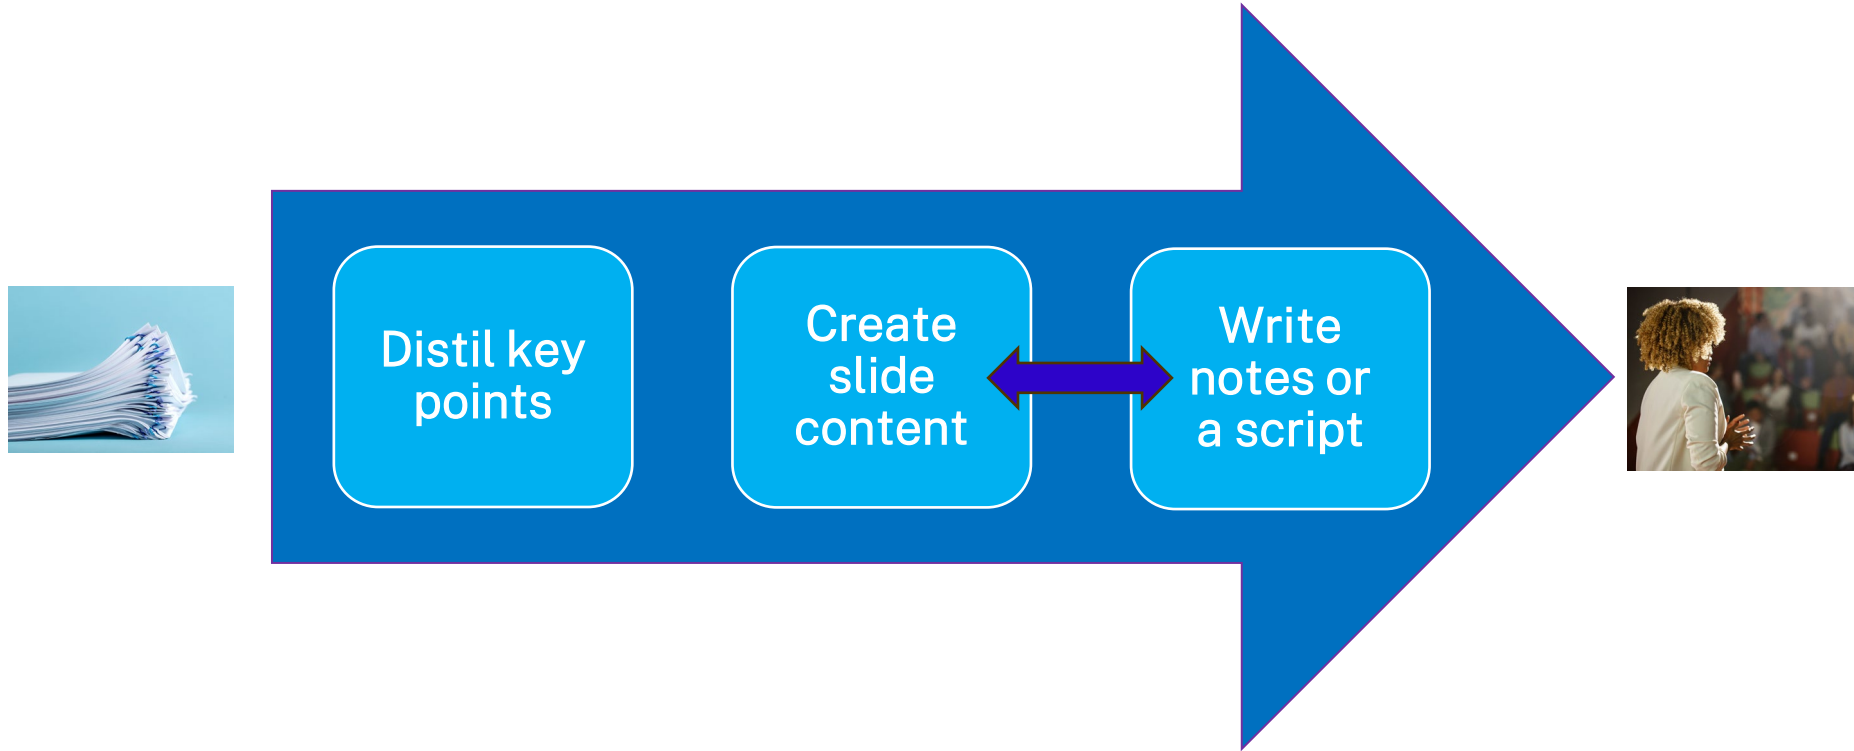 Distil key
points
Create
slide
content
Write
notes or
a script